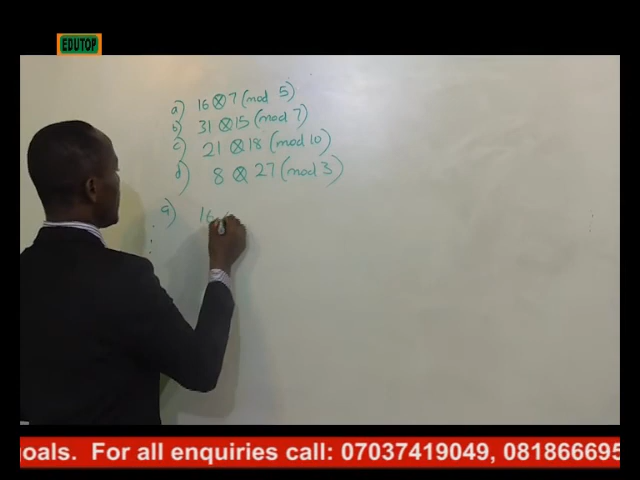 EDUTOP
a) 16 ⊗ 7 (mod 5)
b) 31 ⊗ 15 (mod 7)
c) 21 ⊗ 18 (mod 10)
d) 8 ⊗ 27 (mod 3)
a) 16
oals. For all enquiries call: 07037419049, 081866695